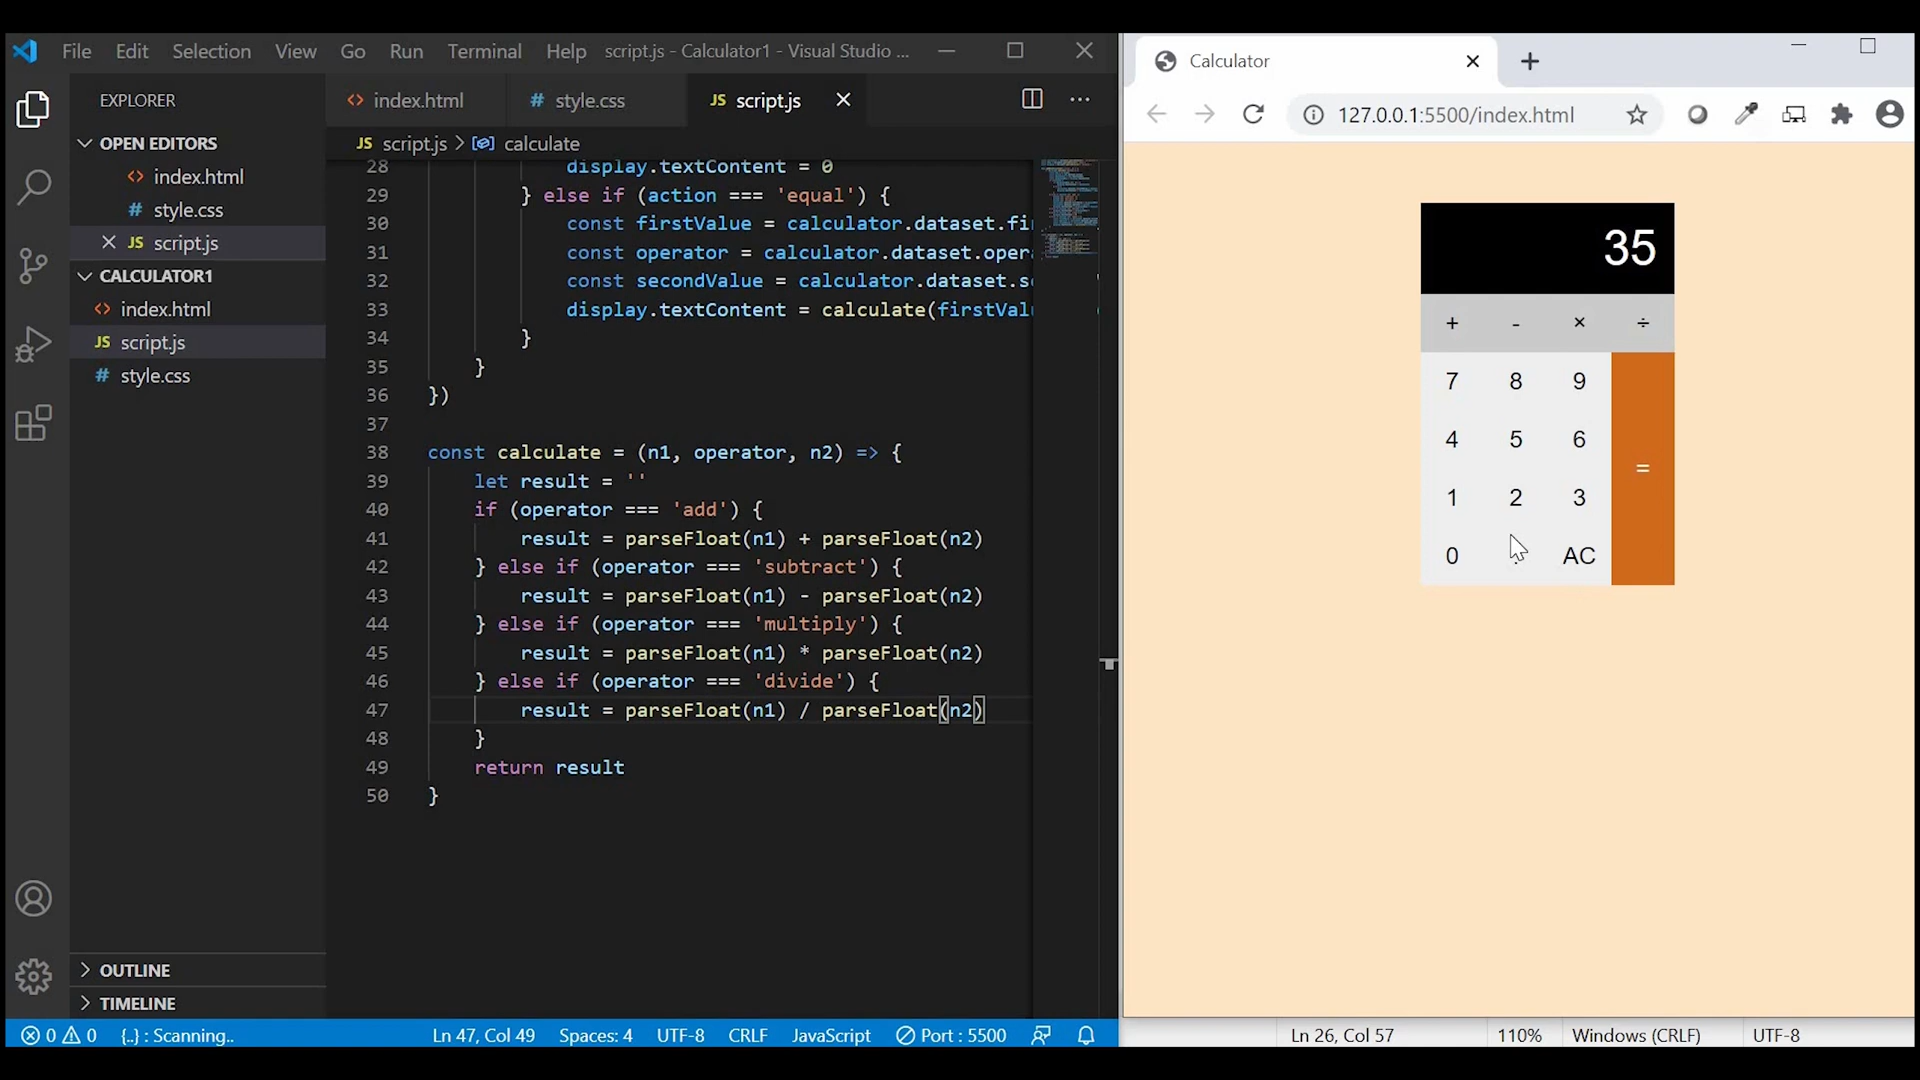 File Edit Selection View Go Run Terminal Help script.js - Calculator1 - Visual Studio ...
EXPLORER
OPEN EDITORS
<> index.html
# style.css
JS script.js
CALCULATOR1
<> index.html
JS script.js
# style.css
OUTLINE
TIMELINE
<> index.html # style.css JS script.js
JS script.js > calculate
28 display.textContent = 0
29 } else if (action === 'equal') {
30 const firstValue = calculator.dataset.fi
31 const operator = calculator.dataset.oper
32 const secondValue = calculator.dataset.s
33 display.textContent = calculate(firstVal
34 }
35 }
36 })
37
38 const calculate = (n1, operator, n2) => {
39 let result = ''
40 if (operator === 'add') {
41 result = parseFloat(n1) + parseFloat(n2)
42 } else if (operator === 'subtract') {
43 result = parseFloat(n1) - parseFloat(n2)
44 } else if (operator === 'multiply') {
45 result = parseFloat(n1) * parseFloat(n2)
46 } else if (operator === 'divide') {
47 result = parseFloat(n1) / parseFloat(n2)
48 }
49 return result
50 }
0 0 {..} : Scanning.. Ln 47, Col 49 Spaces: 4 UTF-8 CRLF JavaScript Port : 5500
Calculator
127.0.0.1:5500/index.html
35
+ - × ÷
7 8 9
4 5 6
=
1 2 3
0 . AC
Ln 26, Col 57 110% Windows (CRLF) UTF-8